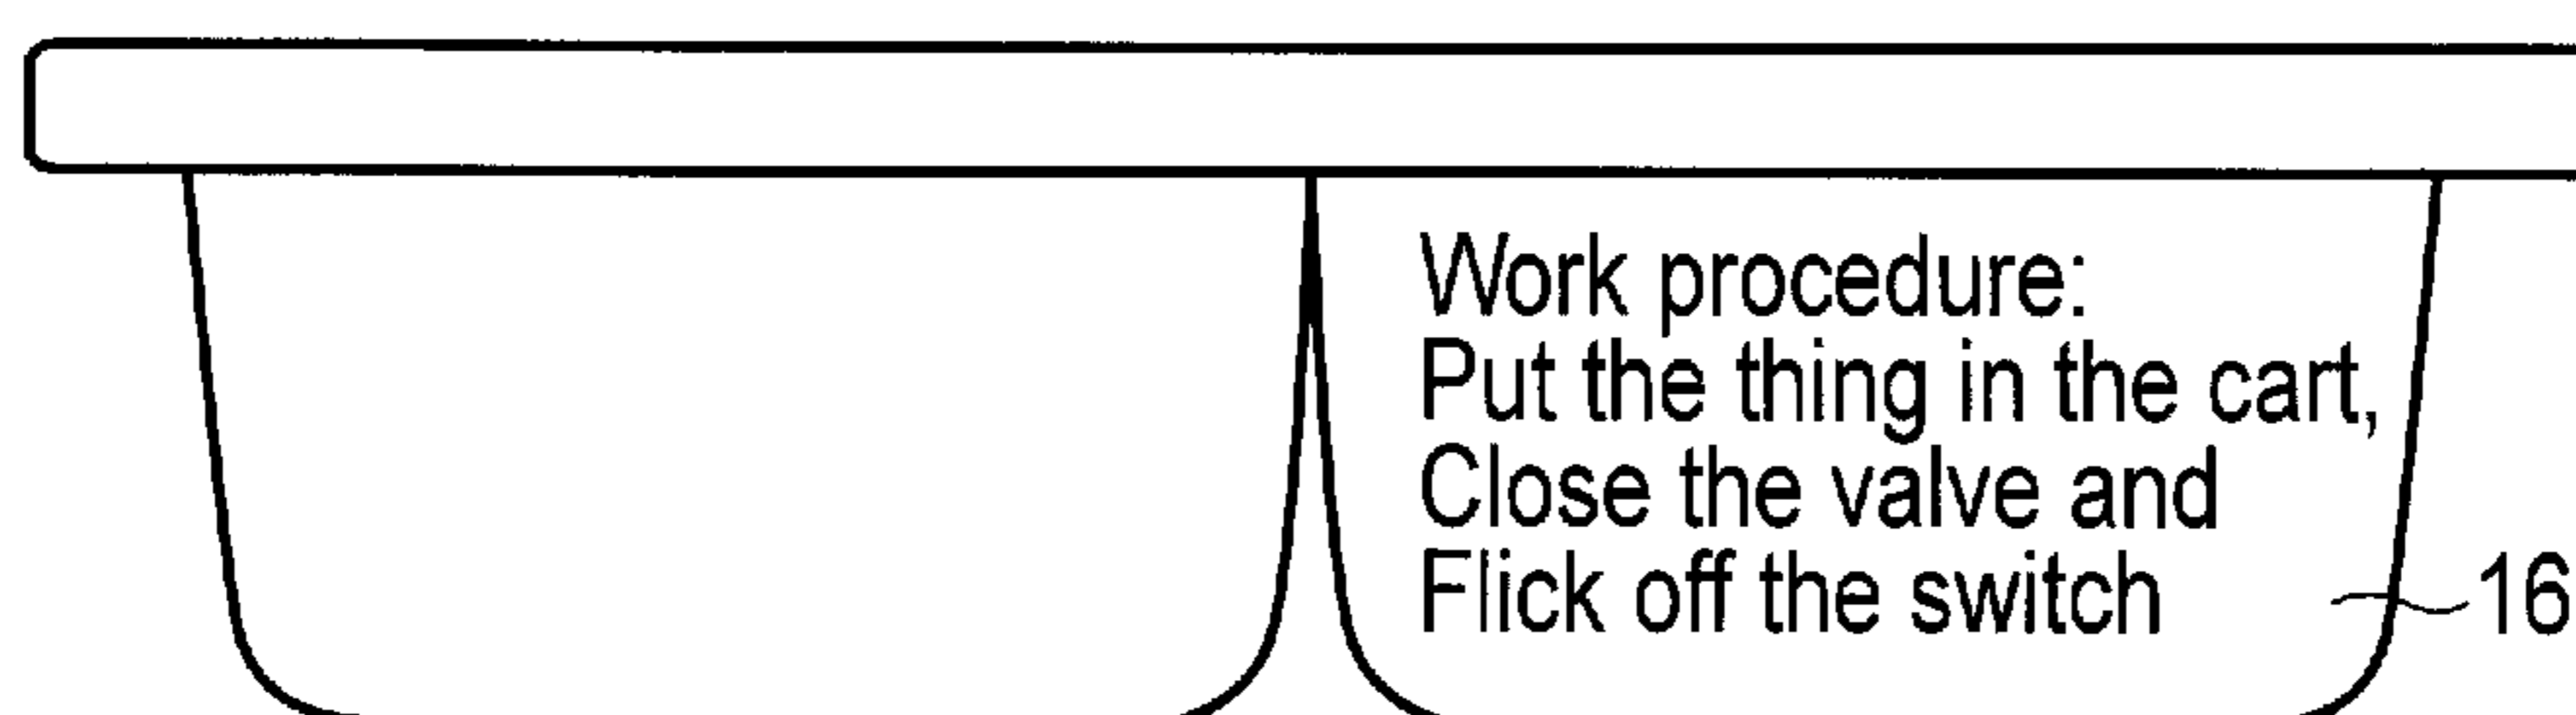 Work procedure:
Put the thing in the cart,
Close the valve and
Flick off the switch
16